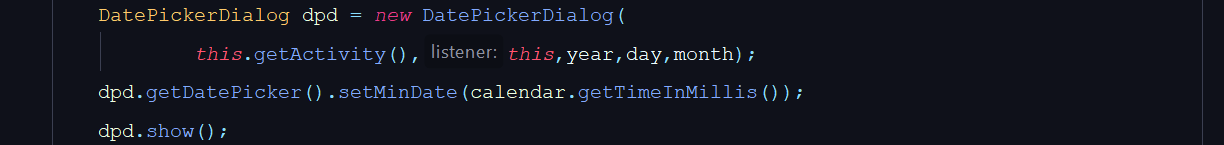 DatePickerDialog dpd = new DatePickerDialog(
this.getActivity(), listener: this,year,day,month);
dpd.getDatePicker().setMinDate(calendar.getTimeInMillis());
dpd.show();